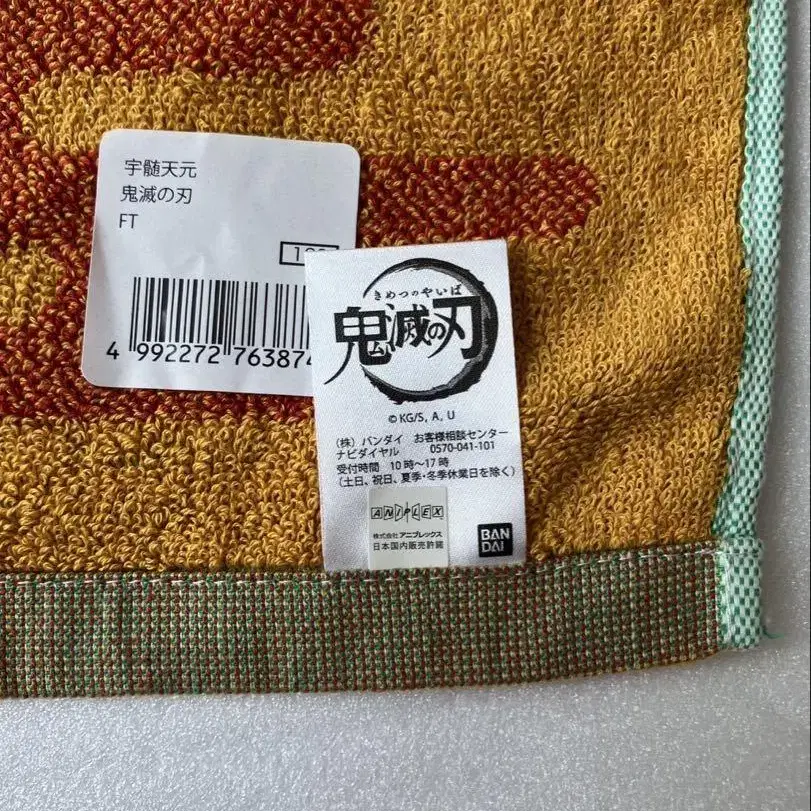 宇髄天元
鬼滅の刃
FT
4 992272 763874
きめつのやいば
鬼滅の刃
©KG/S, A, U
(株) バンダイ お客様相談センター
ナビダイヤル 0570-041-101
受付時間 10時～17時
(土日、祝日、夏季・冬季休業日を除く)
ANIPLEX
株式会社アニプレックス
日本国内販売許諾
BAN
DAI